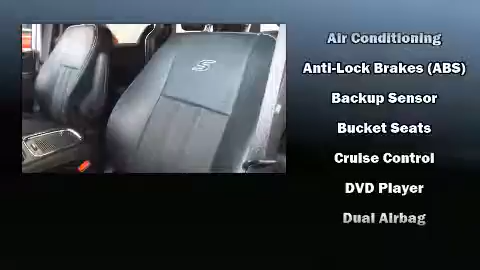 S
Air Conditioning
Anti-Lock Brakes (ABS)
Backup Sensor
Bucket Seats
Cruise Control
DVD Player
Dual Airbag